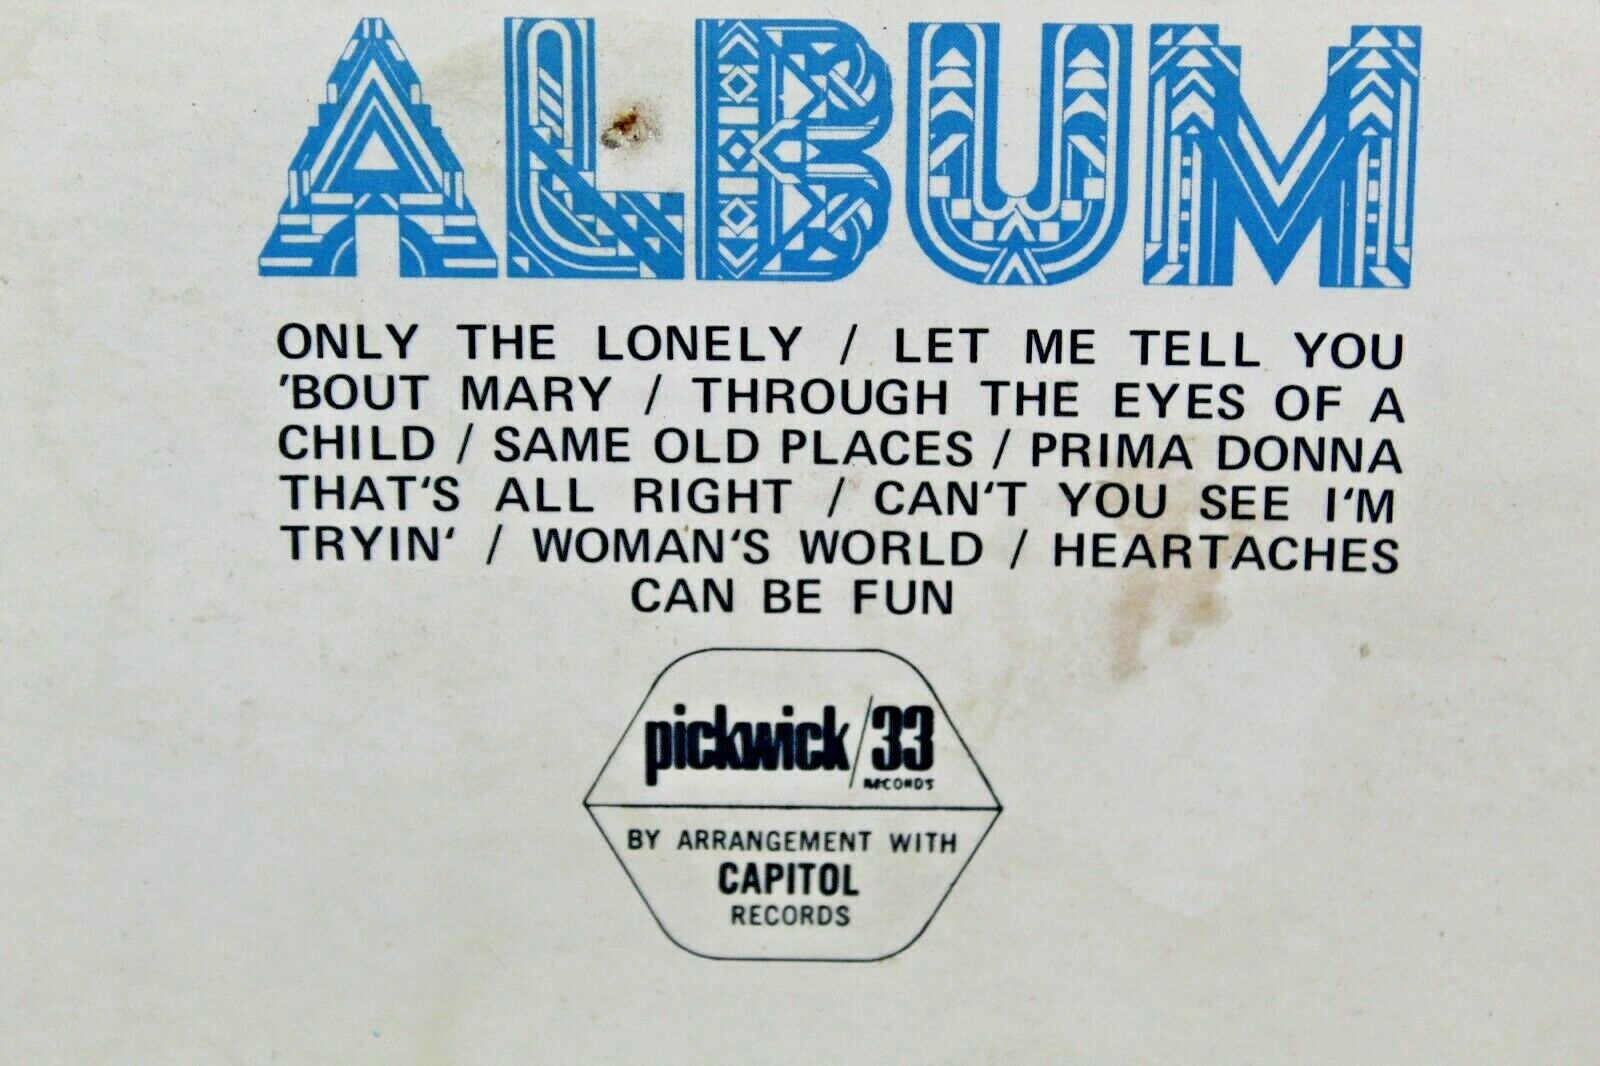 ALBUM
ONLY THE LONELY / LET ME TELL YOU
'BOUT MARY / THROUGH THE EYES OF A
CHILD / SAME OLD PLACES / PRIMA DONNA
THAT'S ALL RIGHT / CAN'T YOU SEE I'M
TRYIN' / WOMAN'S WORLD / HEARTACHES
CAN BE FUN
pickwick/33
RECORDS
BY ARRANGEMENT WITH
CAPITOL
RECORDS